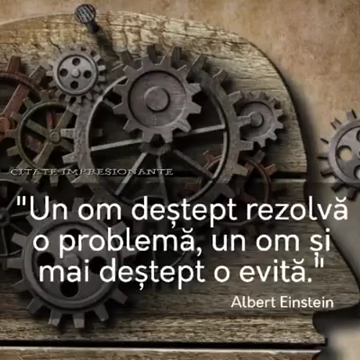 CITATE IMPRESIONANTE
"Un om deștept rezolvă
o problemă, un om și
mai deștept o evită."
Albert Einstein